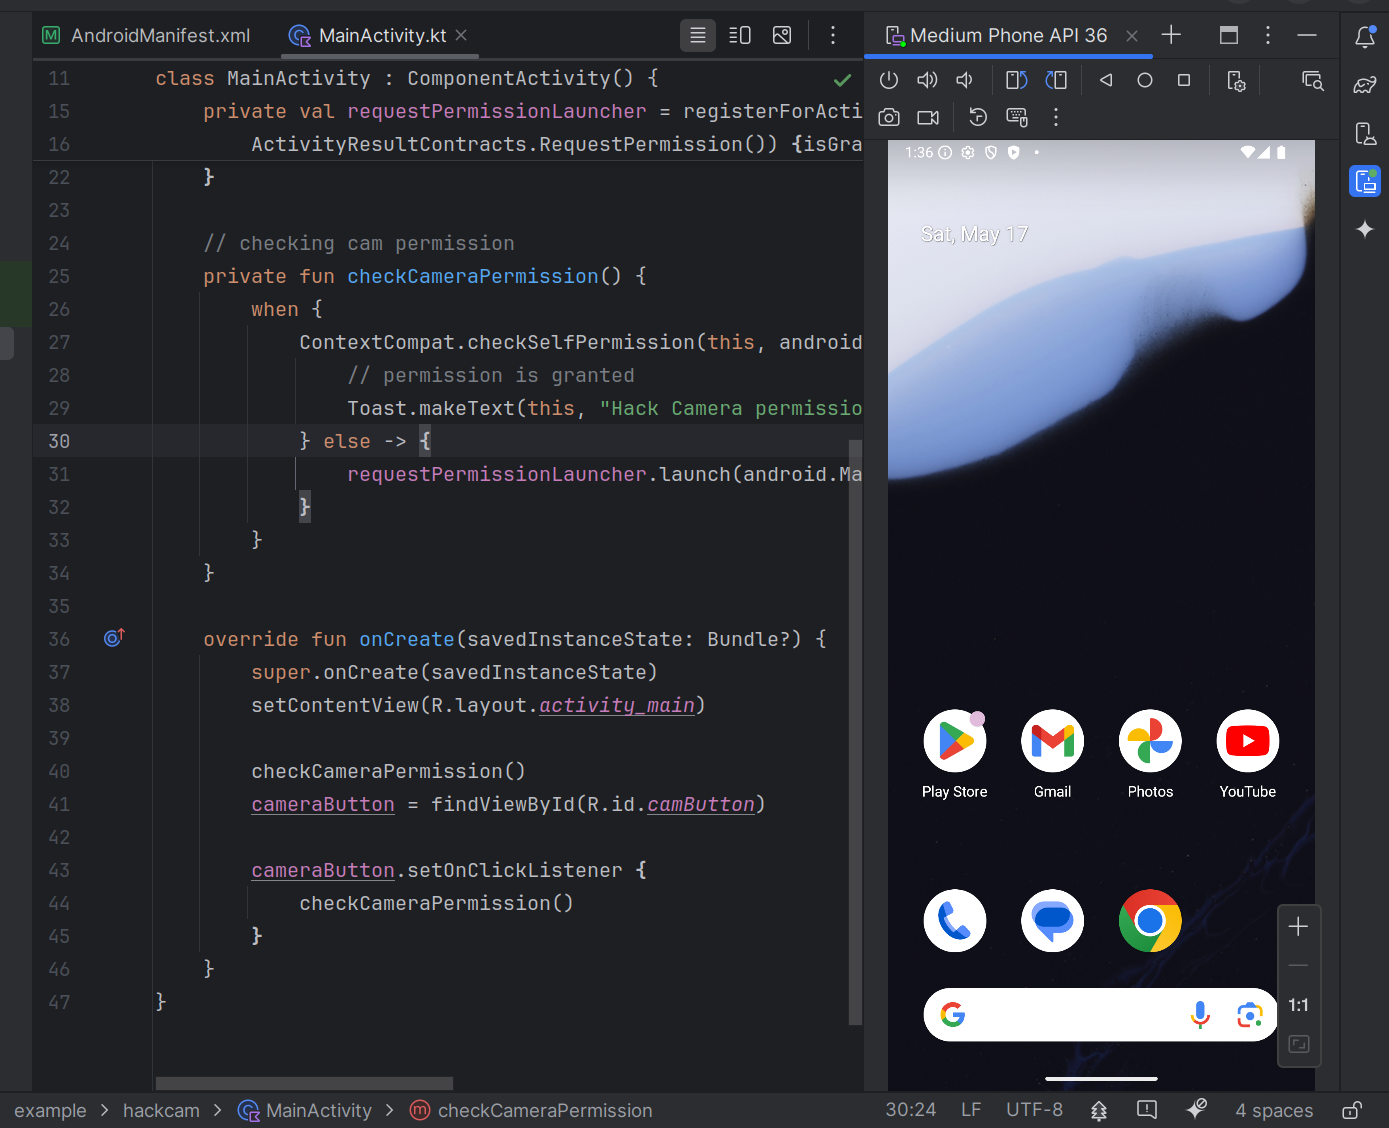 AndroidManifest.xml
MainActivity.kt
Medium Phone API 36
11 class MainActivity : ComponentActivity() {
15 private val requestPermissionLauncher = registerForActi
16 ActivityResultContracts.RequestPermission()) {isGra
22 }
23
24 // checking cam permission
25 private fun checkCameraPermission() {
26 when {
27 ContextCompat.checkSelfPermission(this, android
28 // permission is granted
29 Toast.makeText(this, "Hack Camera permissio
30 } else -> {
31 requestPermissionLauncher.launch(android.Ma
32 }
33 }
34 }
35
36 override fun onCreate(savedInstanceState: Bundle?) {
37 super.onCreate(savedInstanceState)
38 setContentView(R.layout.activity_main)
39
40 checkCameraPermission()
41 cameraButton = findViewById(R.id.camButton)
42
43 cameraButton.setOnClickListener {
44 checkCameraPermission()
45 }
46 }
47 }
1:36
Sat, May 17
Play Store
Gmail
Photos
YouTube
1:1
example > hackcam > MainActivity > checkCameraPermission
30:24 LF UTF-8 4 spaces